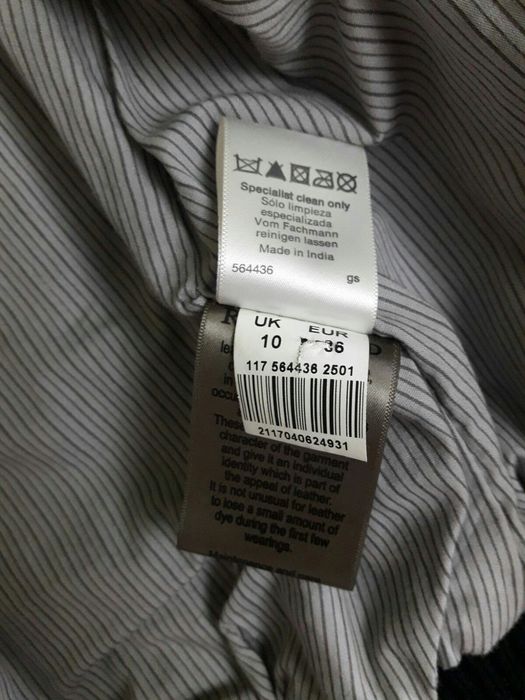 Specialist clean only
Sólo limpieza
especializada
Vom Fachmann
reinigen lassen
Made in India
564436 gs
UK EUR
10 36
117 564436 2501
2117040624931
These
character of the garment
and give it an individual
identity which is part of
the appeal of leather.
It is not unusual for leather
to lose a small amount of
dye during the first few
wearings.
Maintenance and